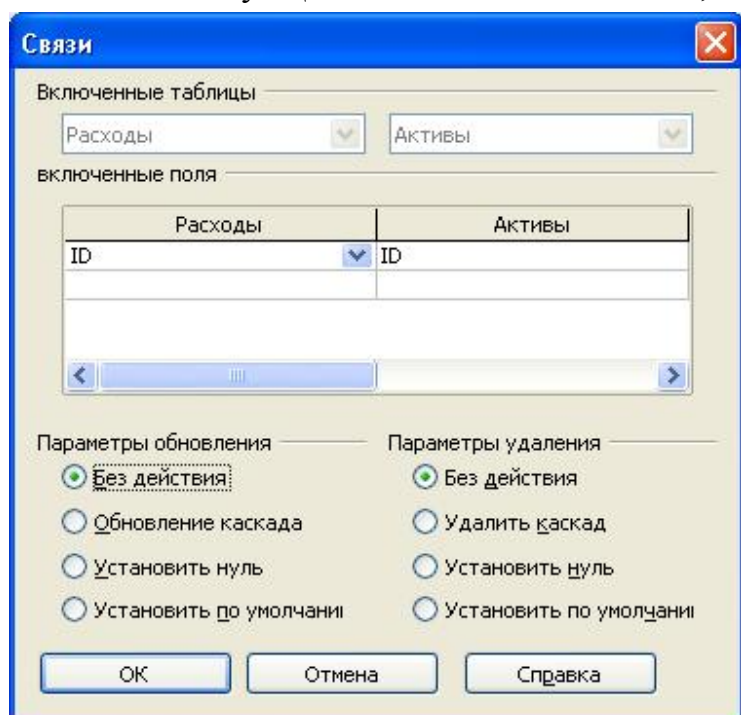 Связи
Включенные таблицы
Расходы Активы
включенные поля
Расходы Активы
ID ID
Параметры обновления Параметры удаления
Без действия Без действия
Обновление каскада Удалить каскад
Установить нуль Установить нуль
Установить по умолчани Установить по умолчани
ОК Отмена Справка